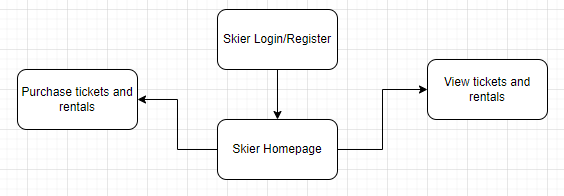 Skier Login/Register
Purchase tickets and
rentals
View tickets and
rentals
Skier Homepage